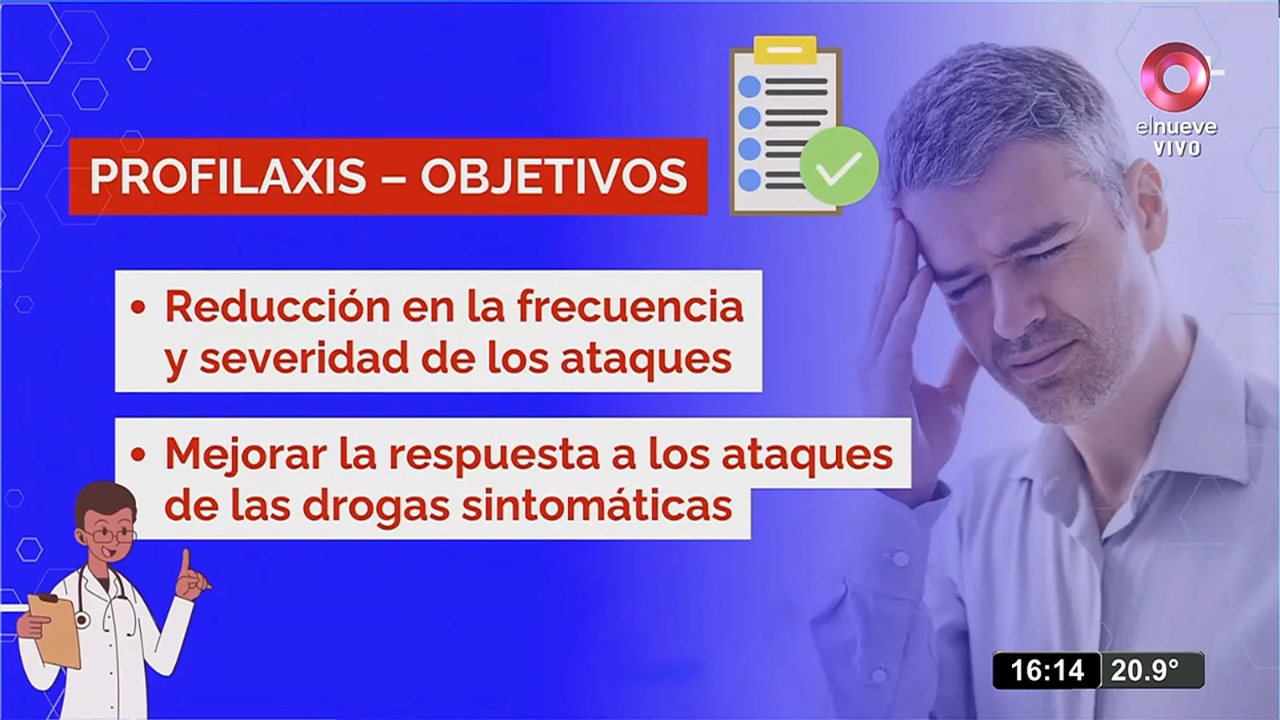 elnueve
VIVO
PROFILAXIS – OBJETIVOS
• Reducción en la frecuencia
y severidad de los ataques
• Mejorar la respuesta a los ataques
de las drogas sintomáticas
16:14 20.9°